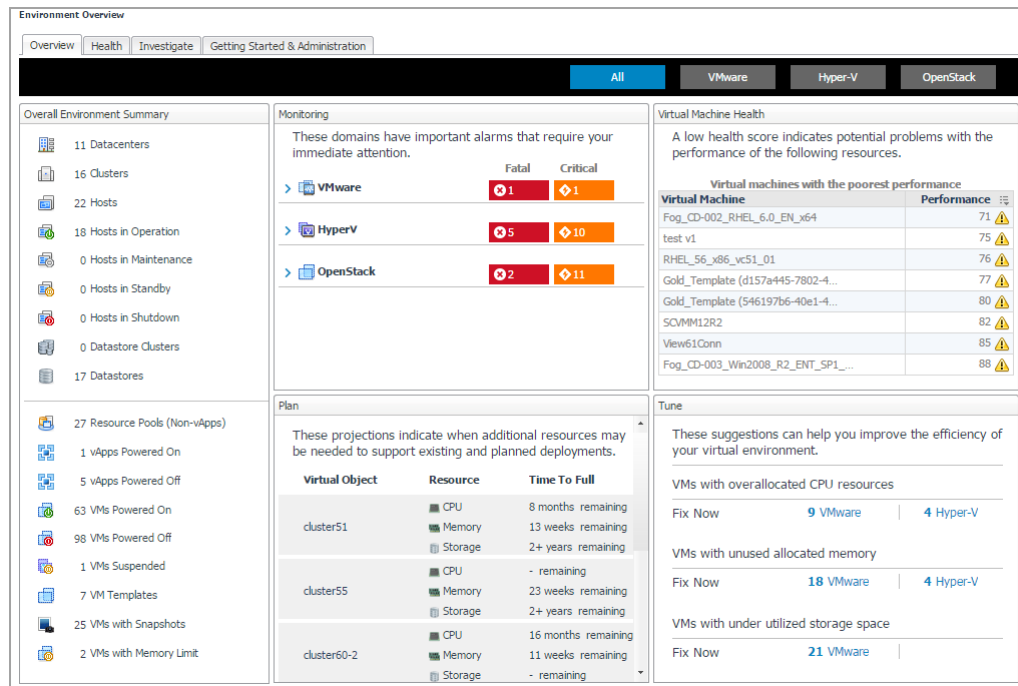 Environment Overview
Overview Health Investigate Getting Started & Administration
All VMware Hyper-V OpenStack
Overall Environment Summary
11 Datacenters
16 Clusters
22 Hosts
18 Hosts in Operation
0 Hosts in Maintenance
0 Hosts in Standby
0 Hosts in Shutdown
0 Datastore Clusters
17 Datastores
27 Resource Pools (Non-vApps)
1 vApps Powered On
5 vApps Powered Off
63 VMs Powered On
98 VMs Powered Off
1 VMs Suspended
7 VM Templates
25 VMs with Snapshots
2 VMs with Memory Limit
Monitoring
These domains have important alarms that require your
immediate attention.
Fatal Critical
VMware 1 1
HyperV 5 10
OpenStack 2 11
Virtual Machine Health
A low health score indicates potential problems with the
performance of the following resources.
Virtual machines with the poorest performance
Virtual Machine Performance
Fog_CD-002_RHEL_6.0_EN_x64 71
test v1 75
RHEL_56_x86_vc51_01 76
Gold_Template (d157a445-7802-4... 77
Gold_Template (546197b6-40e1-4... 80
SCVMM12R2 82
View61Conn 85
Fog_CD-003_Win2008_R2_ENT_SP1_... 88
Plan
These projections indicate when additional resources may
be needed to support existing and planned deployments.
Virtual Object Resource Time To Full
CPU 8 months remaining
cluster51 Memory 13 weeks remaining
Storage 2+ years remaining
CPU - remaining
cluster55 Memory 23 weeks remaining
Storage 2+ years remaining
CPU 16 months remaining
cluster60-2 Memory 11 weeks remaining
Storage - remaining
Tune
These suggestions can help you improve the efficiency of
your virtual environment.
VMs with overallocated CPU resources
Fix Now 9 VMware 4 Hyper-V
VMs with unused allocated memory
Fix Now 18 VMware 4 Hyper-V
VMs with under utilized storage space
Fix Now 21 VMware